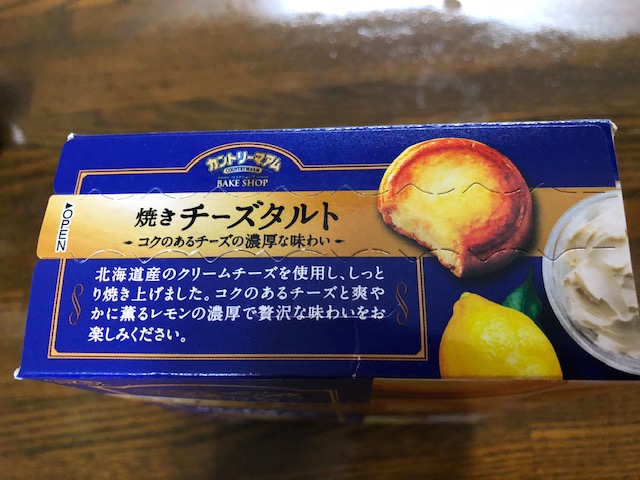 カントリーマアム
COUNTRY MA'AM
BAKE SHOP
▲OPEN
焼きチーズタルト
コクのあるチーズの濃厚な味わい
北海道産のクリームチーズを使用し、しっと
り焼き上げました。コクのあるチーズと爽や
かに薫るレモンの濃厚で贅沢な味わいをお
楽しみください。